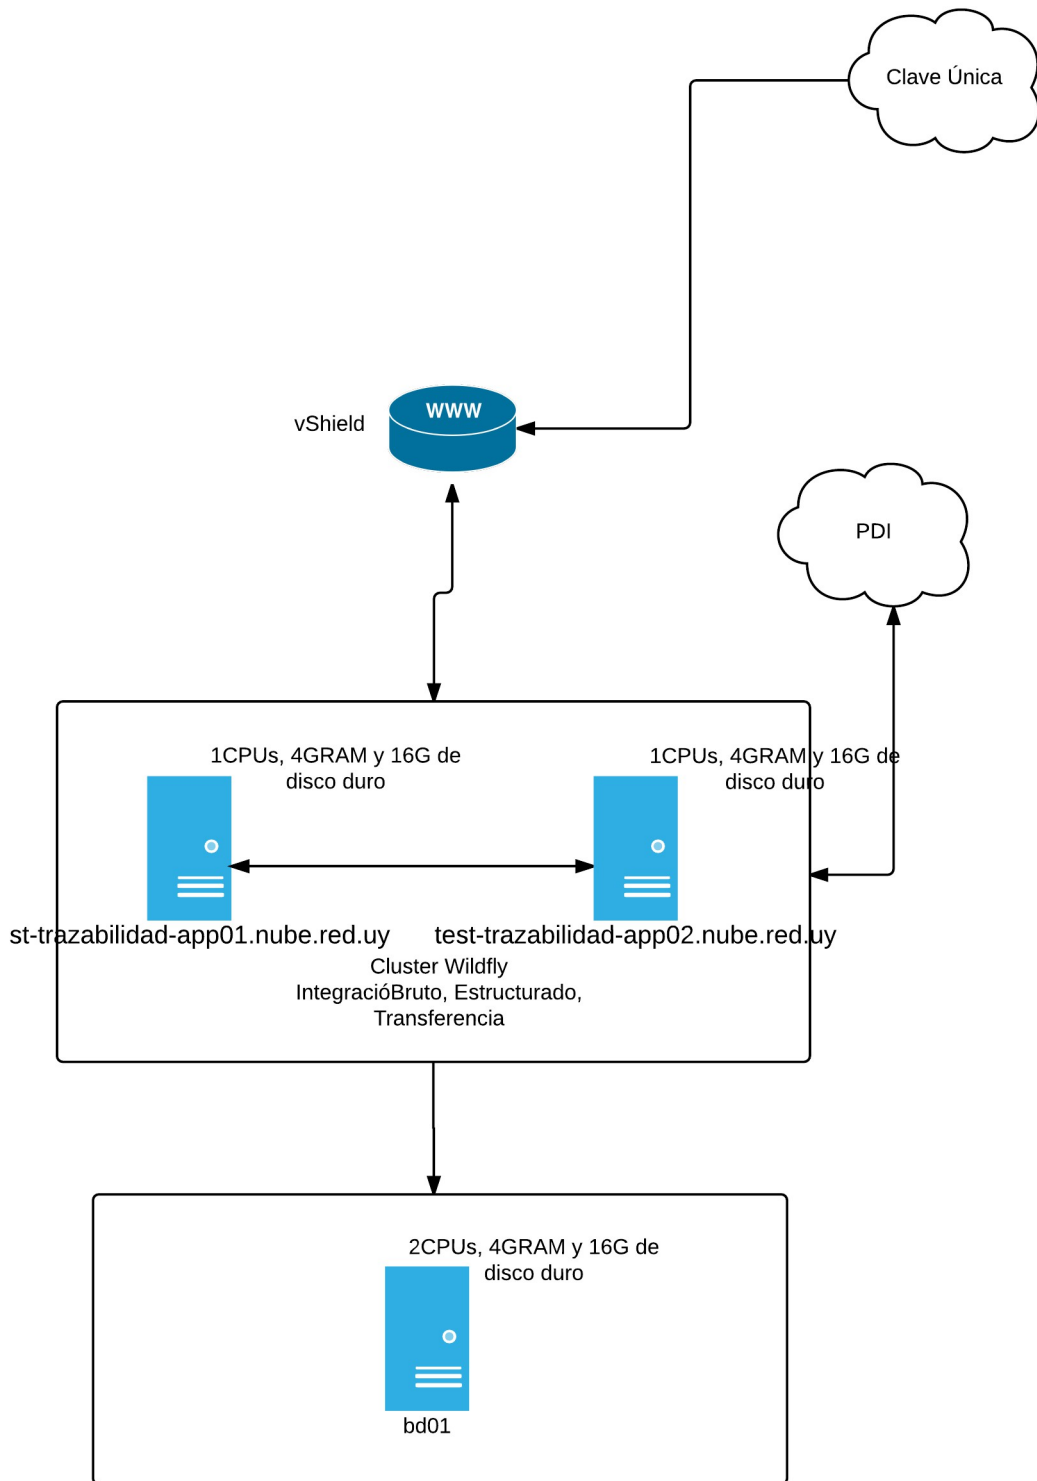 Clave Única
WWW
vShield
PDI
1CPUs, 4GRAM y 16G de
disco duro
1CPUs, 4GRAM y 16G de
disco duro
st-trazabilidad-app01.nube.red.uy
test-trazabilidad-app02.nube.red.uy
Cluster Wildfly
IntegracióBruto, Estructurado,
Transferencia
2CPUs, 4GRAM y 16G de
disco duro
bd01